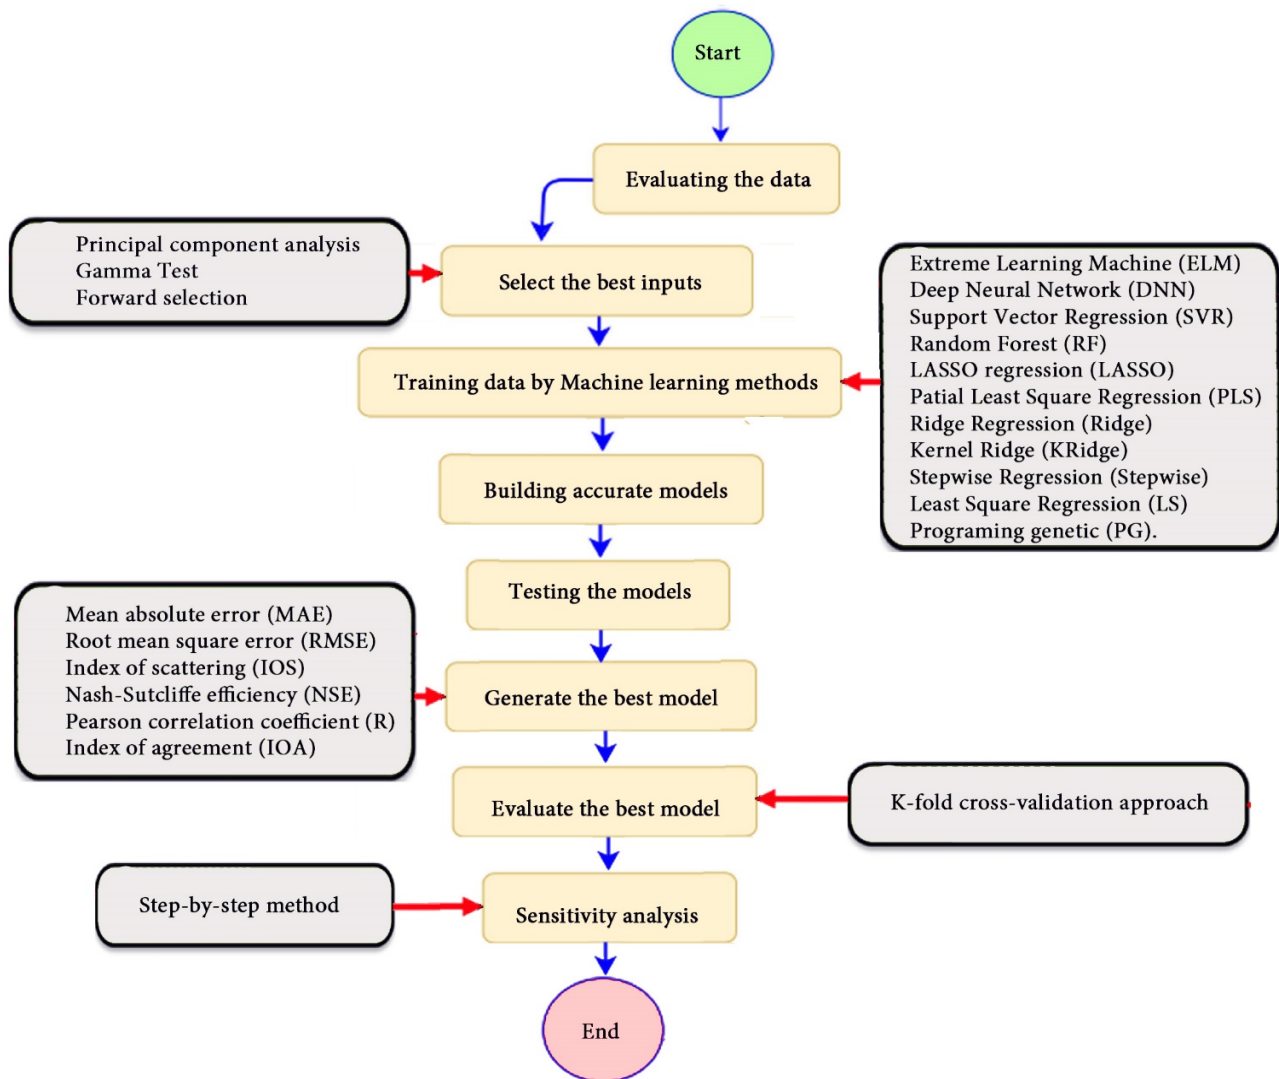 Start
Evaluating the data
Principal component analysis
Gamma Test
Forward selection
Select the best inputs
Extreme Learning Machine (ELM)
Deep Neural Network (DNN)
Support Vector Regression (SVR)
Random Forest (RF)
LASSO regression (LASSO)
Patial Least Square Regression (PLS)
Ridge Regression (Ridge)
Kernel Ridge (KRidge)
Stepwise Regression (Stepwise)
Least Square Regression (LS)
Programing genetic (PG).
Training data by Machine learning methods
Building accurate models
Testing the models
Mean absolute error (MAE)
Root mean square error (RMSE)
Index of scattering (IOS)
Nash-Sutcliffe efficiency (NSE)
Pearson correlation coefficient (R)
Index of agreement (IOA)
Generate the best model
Evaluate the best model
K-fold cross-validation approach
Step-by-step method
Sensitivity analysis
End